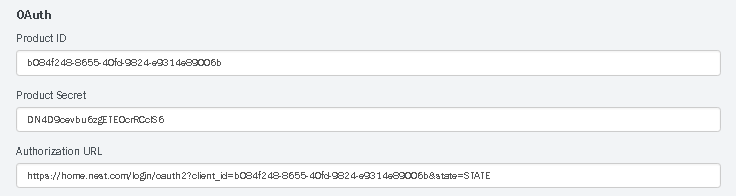 OAuth
Product ID
b084f248-8655-40fd-9824-e9314e89006b
Product Secret
DN4D9cevbu6zgETEOcrRCclS6
Authorization URL
https://home.nest.com/login/oauth2?client_id=b084f248-8655-40fd-9824-e9314e89006b&state=STATE